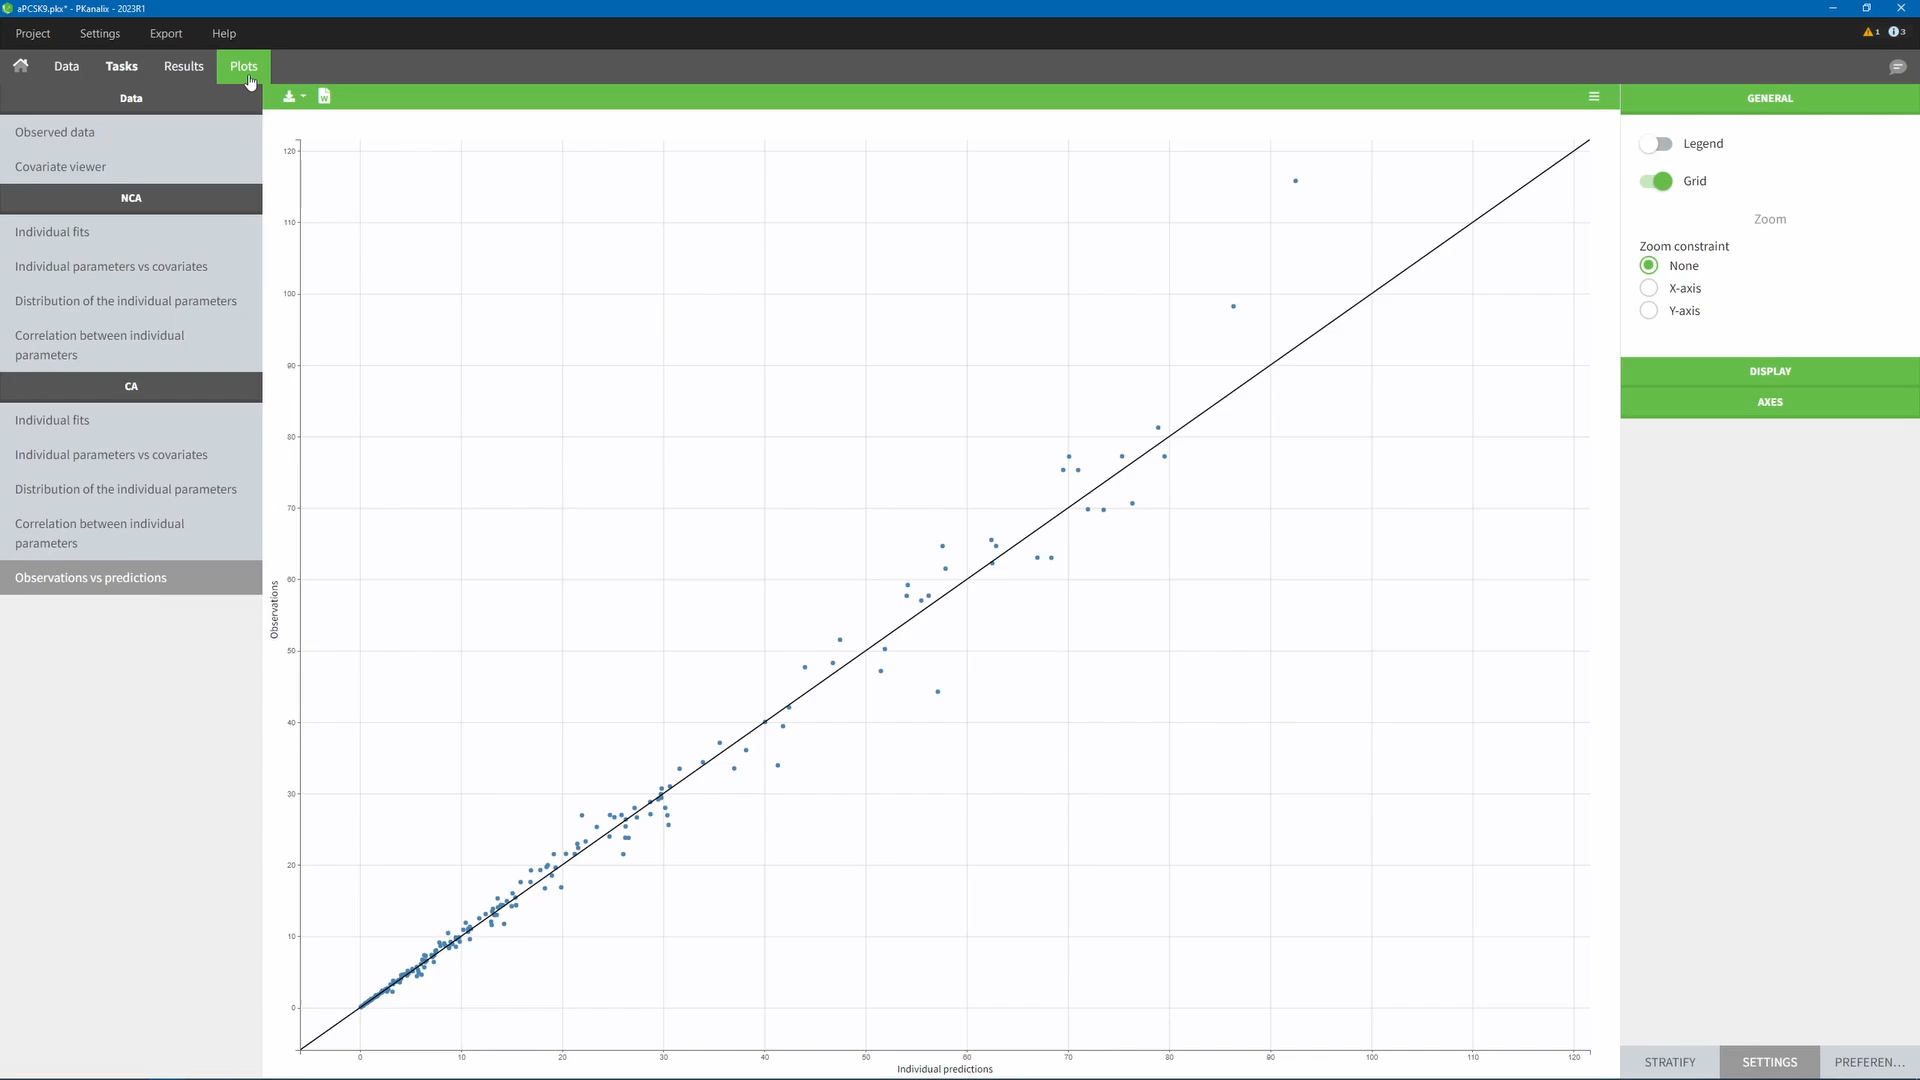 aPCSK9.pkx* - PKanalix - 2023R1
Project Settings Export Help
1 3
Data Tasks Results Plots
Data
Observed data
Covariate viewer
NCA
Individual fits
Individual parameters vs covariates
Distribution of the individual parameters
Correlation between individual
parameters
CA
Individual fits
Individual parameters vs covariates
Distribution of the individual parameters
Correlation between individual
parameters
Observations vs predictions
W
120
110
100
90
80
70
60
50
40
30
20
10
0
Observations
0 10 20 30 40 50 60 70 80 90 100 110 120
Individual predictions
GENERAL
Legend
Grid
Zoom
Zoom constraint
None
X-axis
Y-axis
DISPLAY
AXES
STRATIFY SETTINGS PREFEREN...